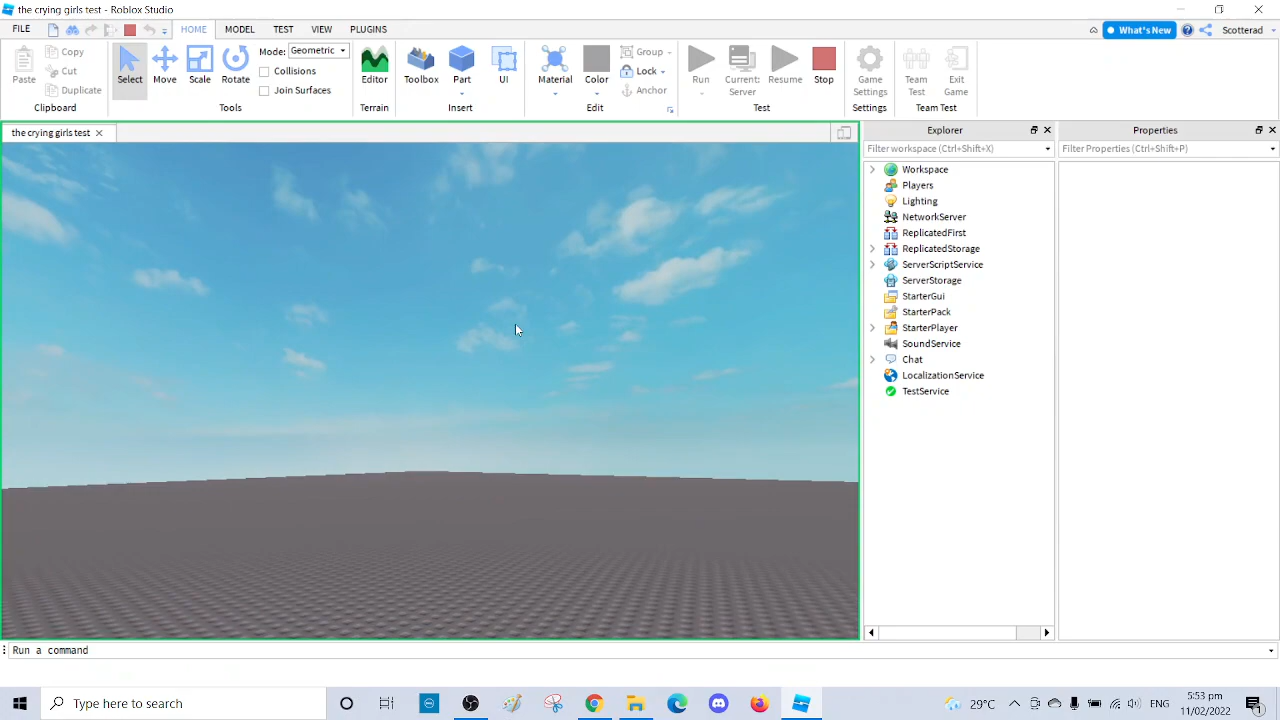 the crying girls test - Roblox Studio
FILE HOME MODEL TEST VIEW PLUGINS What's New Scotterad
Paste Copy Cut Duplicate Clipboard
Select Move Scale Rotate Mode: Geometric Collisions Join Surfaces Tools
Editor Terrain
Toolbox Part UI Insert
Material Color Group Lock Anchor Edit
Run Current: Server Resume Stop Test
Game Settings Settings
Team Test Exit Game Team Test
the crying girls test
Explorer
Filter workspace (Ctrl+Shift+X)
Workspace
Players
Lighting
NetworkServer
ReplicatedFirst
ReplicatedStorage
ServerScriptService
ServerStorage
StarterGui
StarterPack
StarterPlayer
SoundService
Chat
LocalizationService
TestService
Properties
Filter Properties (Ctrl+Shift+P)
Run a command
Type here to search
29°C ENG 5:53 pm
11/02/2022